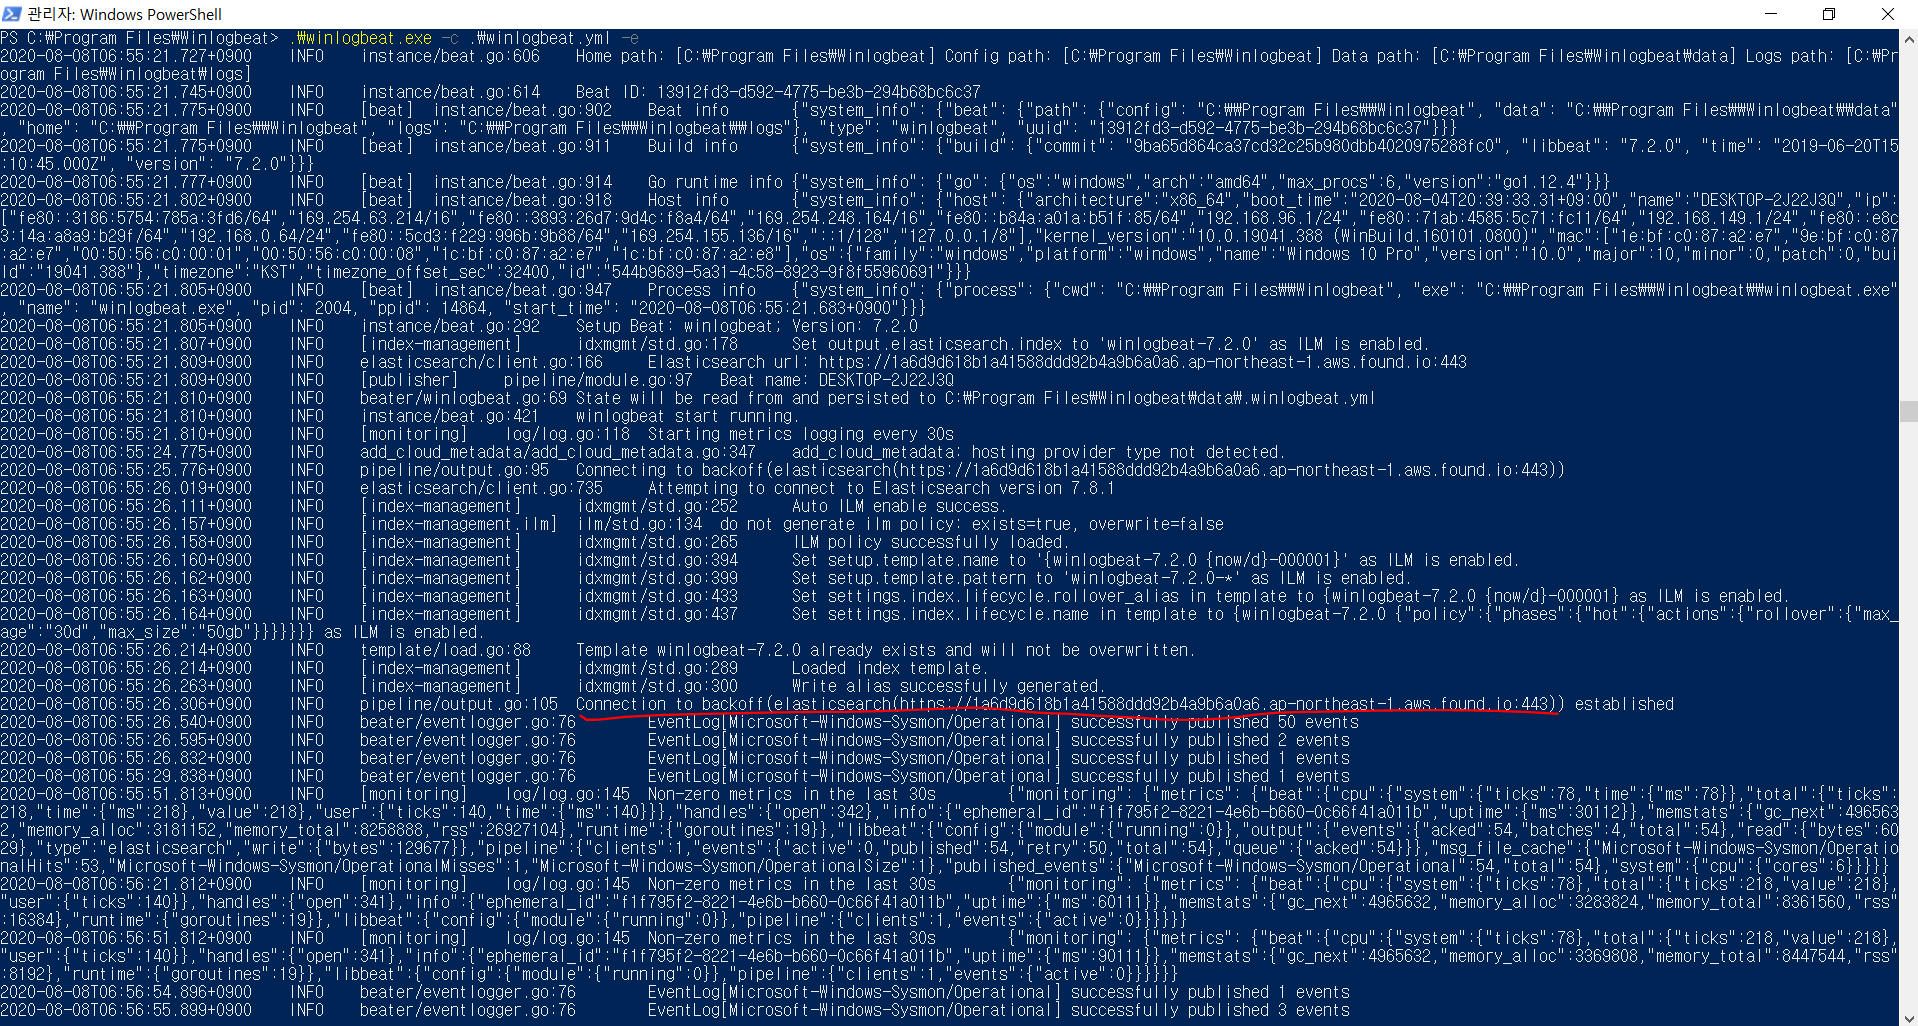 관리자: Windows PowerShell
PS C:₩Program Files₩Winlogbeat> .₩winlogbeat.exe -c .₩winlogbeat.yml -e
2020-08-08T06:55:21.727+0900 INFO instance/beat.go:606 Home path: [C:₩Program Files₩Winlogbeat] Config path: [C:₩Program Files₩Winlogbeat] Data path: [C:₩Program Files₩Winlogbeat₩data] Logs path: [C:₩Pr
ogram Files₩Winlogbeat₩logs]
2020-08-08T06:55:21.745+0900 INFO instance/beat.go:614 Beat ID: 13912fd3-d592-4775-be3b-294b68bc6c37
2020-08-08T06:55:21.775+0900 INFO [beat] instance/beat.go:902 Beat info {"system_info": {"beat": {"path": {"config": "C:₩₩Program Files₩₩Winlogbeat", "data": "C:₩₩Program Files₩₩Winlogbeat₩₩data"
, "home": "C:₩₩Program Files₩₩Winlogbeat", "logs": "C:₩₩Program Files₩₩Winlogbeat₩₩logs"}, "type": "winlogbeat", "uuid": "13912fd3-d592-4775-be3b-294b68bc6c37"}}}
2020-08-08T06:55:21.775+0900 INFO [beat] instance/beat.go:911 Build info {"system_info": {"build": {"commit": "9ba65d864ca37cd32c25b980dbb4020975288fc0", "libbeat": "7.2.0", "time": "2019-06-20T15
:10:45.000Z", "version": "7.2.0"}}}
2020-08-08T06:55:21.777+0900 INFO [beat] instance/beat.go:914 Go runtime info {"system_info": {"go": {"os":"windows","arch":"amd64","max_procs":6,"version":"go1.12.4"}}}
2020-08-08T06:55:21.802+0900 INFO [beat] instance/beat.go:918 Host info {"system_info": {"host": {"architecture":"x86_64","boot_time":"2020-08-04T20:39:33.31+09:00","name":"DESKTOP-2J22J3Q","ip":
["fe80::3186:5754:785a:3fd6/64","169.254.63.214/16","fe80::3893:26d7:9d4c:f8a4/64","169.254.248.164/16","fe80::b84a:a01a:b51f:85/64","192.168.96.1/24","fe80::71ab:4585:5c71:fc11/64","192.168.149.1/24","fe80::e8c
3:14a:a8a9:b29f/64","192.168.0.64/24","fe80::5cd3:f229:996b:9b88/64","169.254.155.136/16","::1/128","127.0.0.1/8"],"kernel_version":"10.0.19041.388 (WinBuild.160101.0800)","mac":["1e:bf:c0:87:a2:e7","9e:bf:c0:87
:a2:e7","00:50:56:c0:00:01","00:50:56:c0:00:08","1c:bf:c0:87:a2:e7","1c:bf:c0:87:a2:e8"],"os":{"family":"windows","platform":"windows","name":"Windows 10 Pro","version":"10.0","major":10,"minor":0,"patch":0,"bui
ld":"19041.388"},"timezone":"KST","timezone_offset_sec":32400,"id":"544b9689-5a31-4c58-8923-9f8f55960691"}}}
2020-08-08T06:55:21.805+0900 INFO [beat] instance/beat.go:947 Process info {"system_info": {"process": {"cwd": "C:₩₩Program Files₩₩Winlogbeat", "exe": "C:₩₩Program Files₩₩Winlogbeat₩₩winlogbeat.exe"
, "name": "winlogbeat.exe", "pid": 2004, "ppid": 14864, "start_time": "2020-08-08T06:55:21.683+0900"}}}
2020-08-08T06:55:21.805+0900 INFO instance/beat.go:292 Setup Beat: winlogbeat; Version: 7.2.0
2020-08-08T06:55:21.807+0900 INFO [index-management] idxmgmt/std.go:178 Set output.elasticsearch.index to 'winlogbeat-7.2.0' as ILM is enabled.
2020-08-08T06:55:21.809+0900 INFO elasticsearch/client.go:166 Elasticsearch url: https://1a6d9d618b1a41588ddd92b4a9b6a0a6.ap-northeast-1.aws.found.io:443
2020-08-08T06:55:21.809+0900 INFO [publisher] pipeline/module.go:97 Beat name: DESKTOP-2J22J3Q
2020-08-08T06:55:21.810+0900 INFO beater/winlogbeat.go:69 State will be read from and persisted to C:₩Program Files₩Winlogbeat₩data₩.winlogbeat.yml
2020-08-08T06:55:21.810+0900 INFO instance/beat.go:421 winlogbeat start running.
2020-08-08T06:55:21.810+0900 INFO [monitoring] log/log.go:118 Starting metrics logging every 30s
2020-08-08T06:55:24.775+0900 INFO add_cloud_metadata/add_cloud_metadata.go:347 add_cloud_metadata: hosting provider type not detected.
2020-08-08T06:55:25.776+0900 INFO pipeline/output.go:95 Connecting to backoff(elasticsearch(https://1a6d9d618b1a41588ddd92b4a9b6a0a6.ap-northeast-1.aws.found.io:443))
2020-08-08T06:55:26.019+0900 INFO elasticsearch/client.go:735 Attempting to connect to Elasticsearch version 7.8.1
2020-08-08T06:55:26.111+0900 INFO [index-management] idxmgmt/std.go:252 Auto ILM enable success.
2020-08-08T06:55:26.157+0900 INFO [index-management.ilm] ilm/std.go:134 do not generate ilm policy: exists=true, overwrite=false
2020-08-08T06:55:26.158+0900 INFO [index-management] idxmgmt/std.go:265 ILM policy successfully loaded.
2020-08-08T06:55:26.160+0900 INFO [index-management] idxmgmt/std.go:394 Set setup.template.name to '{winlogbeat-7.2.0 {now/d}-000001}' as ILM is enabled.
2020-08-08T06:55:26.162+0900 INFO [index-management] idxmgmt/std.go:399 Set setup.template.pattern to 'winlogbeat-7.2.0-*' as ILM is enabled.
2020-08-08T06:55:26.163+0900 INFO [index-management] idxmgmt/std.go:433 Set settings.index.lifecycle.rollover_alias in template to {winlogbeat-7.2.0 {now/d}-000001} as ILM is enabled.
2020-08-08T06:55:26.164+0900 INFO [index-management] idxmgmt/std.go:437 Set settings.index.lifecycle.name in template to {winlogbeat-7.2.0 {"policy":{"phases":{"hot":{"actions":{"rollover":{"max_
age":"30d","max_size":"50gb"}}}}}}} as ILM is enabled.
2020-08-08T06:55:26.214+0900 INFO template/load.go:88 Template winlogbeat-7.2.0 already exists and will not be overwritten.
2020-08-08T06:55:26.214+0900 INFO [index-management] idxmgmt/std.go:289 Loaded index template.
2020-08-08T06:55:26.263+0900 INFO [index-management] idxmgmt/std.go:300 Write alias successfully generated.
2020-08-08T06:55:26.306+0900 INFO pipeline/output.go:105 Connection to backoff(elasticsearch(https://1a6d9d618b1a41588ddd92b4a9b6a0a6.ap-northeast-1.aws.found.io:443)) established
2020-08-08T06:55:26.540+0900 INFO beater/eventlogger.go:76 EventLog[Microsoft-Windows-Sysmon/Operational] successfully published 50 events
2020-08-08T06:55:26.595+0900 INFO beater/eventlogger.go:76 EventLog[Microsoft-Windows-Sysmon/Operational] successfully published 2 events
2020-08-08T06:55:26.832+0900 INFO beater/eventlogger.go:76 EventLog[Microsoft-Windows-Sysmon/Operational] successfully published 1 events
2020-08-08T06:55:29.838+0900 INFO beater/eventlogger.go:76 EventLog[Microsoft-Windows-Sysmon/Operational] successfully published 1 events
2020-08-08T06:55:51.813+0900 INFO [monitoring] log/log.go:145 Non-zero metrics in the last 30s {"monitoring": {"metrics": {"beat":{"cpu":{"system":{"ticks":78,"time":{"ms":78}},"total":{"ticks":
218,"time":{"ms":218},"value":218},"user":{"ticks":140,"time":{"ms":140}}},"handles":{"open":342},"info":{"ephemeral_id":"f1f795f2-8221-4e6b-b660-0c66f41a011b","uptime":{"ms":30112}},"memstats":{"gc_next":496563
2,"memory_alloc":3181152,"memory_total":8258888,"rss":26927104},"runtime":{"goroutines":19}},"libbeat":{"config":{"module":{"running":0}},"output":{"events":{"acked":54,"batches":4,"total":54},"read":{"bytes":60
29},"type":"elasticsearch","write":{"bytes":129677}},"pipeline":{"clients":1,"events":{"active":0,"published":54,"retry":50,"total":54},"queue":{"acked":54}}},"msg_file_cache":{"Microsoft-Windows-Sysmon/Operatio
nalHits":53,"Microsoft-Windows-Sysmon/OperationalMisses":1,"Microsoft-Windows-Sysmon/OperationalSize":1},"published_events":{"Microsoft-Windows-Sysmon/Operational":54,"total":54},"system":{"cpu":{"cores":6}}}}}
2020-08-08T06:56:21.812+0900 INFO [monitoring] log/log.go:145 Non-zero metrics in the last 30s {"monitoring": {"metrics": {"beat":{"cpu":{"system":{"ticks":78},"total":{"ticks":218,"value":218},
"user":{"ticks":140}},"handles":{"open":341},"info":{"ephemeral_id":"f1f795f2-8221-4e6b-b660-0c66f41a011b","uptime":{"ms":60111}},"memstats":{"gc_next":4965632,"memory_alloc":3283824,"memory_total":8361560,"rss"
:16384},"runtime":{"goroutines":19}},"libbeat":{"config":{"module":{"running":0}},"pipeline":{"clients":1,"events":{"active":0}}}}}}
2020-08-08T06:56:51.812+0900 INFO [monitoring] log/log.go:145 Non-zero metrics in the last 30s {"monitoring": {"metrics": {"beat":{"cpu":{"system":{"ticks":78},"total":{"ticks":218,"value":218},
"user":{"ticks":140}},"handles":{"open":341},"info":{"ephemeral_id":"f1f795f2-8221-4e6b-b660-0c66f41a011b","uptime":{"ms":90111}},"memstats":{"gc_next":4965632,"memory_alloc":3369808,"memory_total":8447544,"rss"
:8192},"runtime":{"goroutines":19}},"libbeat":{"config":{"module":{"running":0}},"pipeline":{"clients":1,"events":{"active":0}}}}}}
2020-08-08T06:56:54.896+0900 INFO beater/eventlogger.go:76 EventLog[Microsoft-Windows-Sysmon/Operational] successfully published 1 events
2020-08-08T06:56:55.899+0900 INFO beater/eventlogger.go:76 EventLog[Microsoft-Windows-Sysmon/Operational] successfully published 3 events